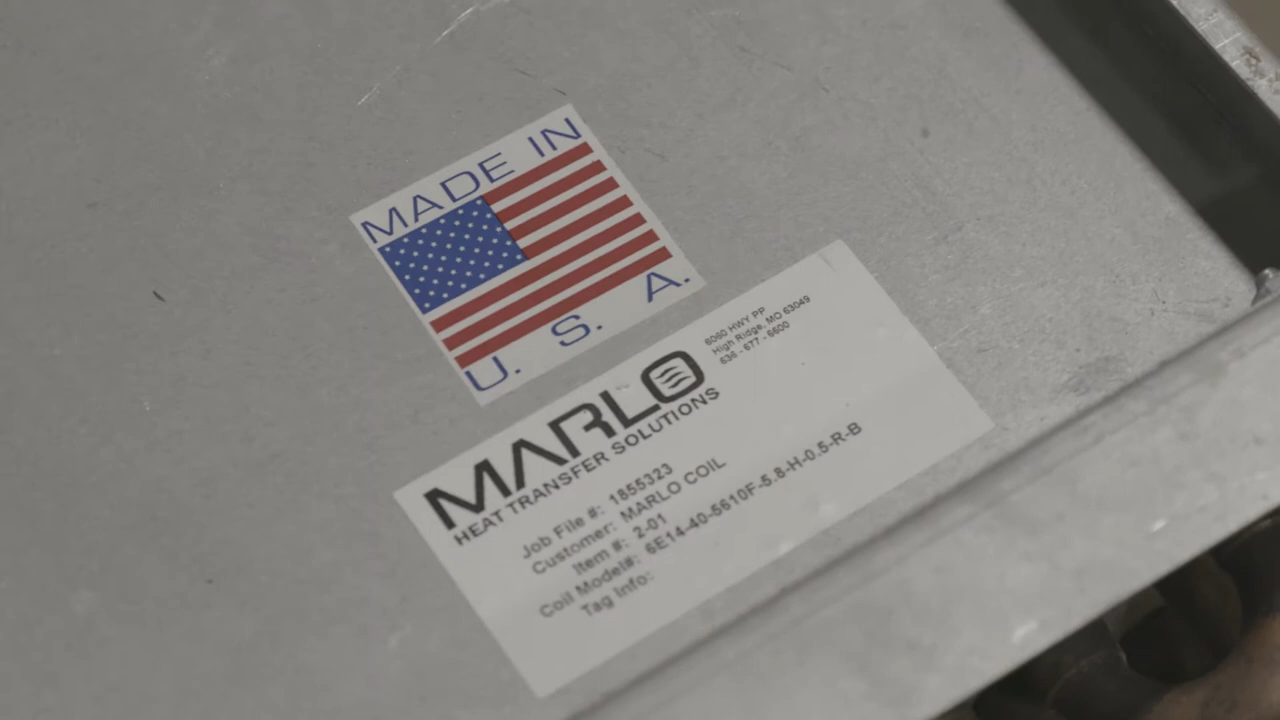 MADE IN
U. S. A.
MARLO
HEAT TRANSFER SOLUTIONS
6060 HWY PP
High Ridge, MO 63049
636 - 677 - 6600
Job File #: 1855323
Customer: MARLO COIL
Item #: 2-01
Coil Model#: 6E14-40-5610F-5.8-H-0.5-R-B
Tag Info: